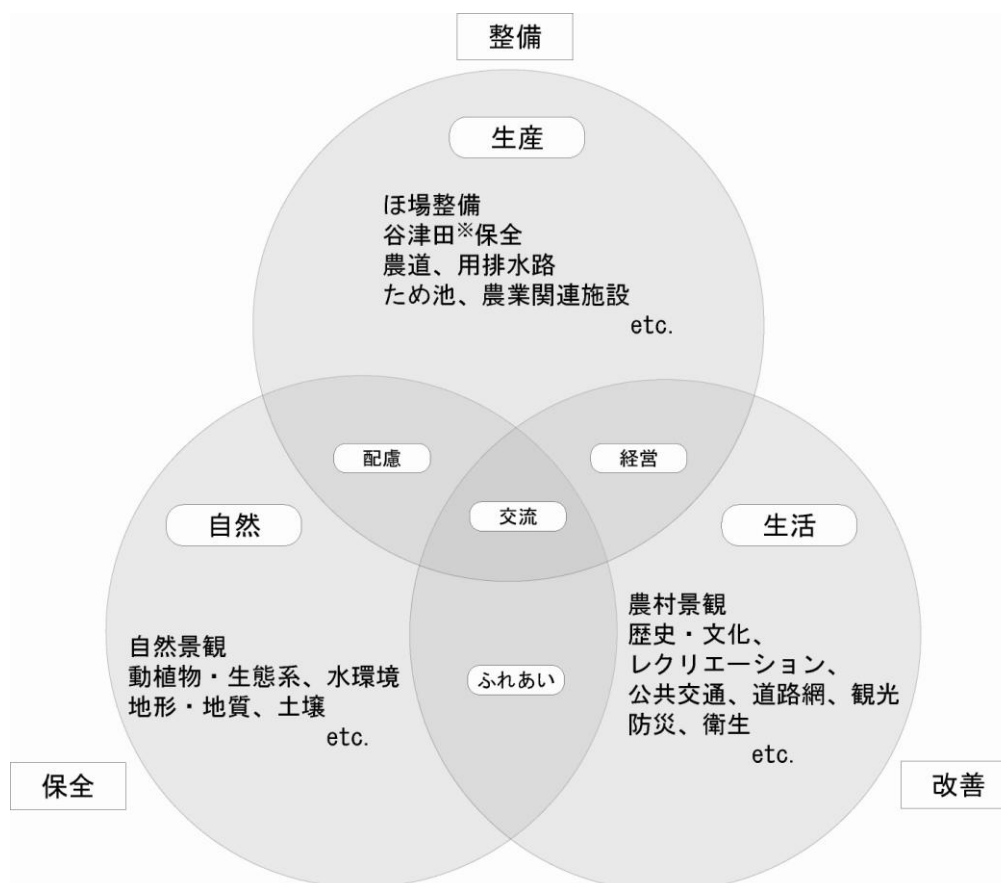 整備
生産
ほ場整備
谷津田※保全
農道、用排水路
ため池、農業関連施設
etc.
配慮
経営
交流
自然
生活
自然景観
動植物・生態系、水環境
地形・地質、土壌
etc.
農村景観
歴史・文化、
レクリエーション、
公共交通、道路網、観光
防災、衛生
etc.
ふれあい
保全
改善